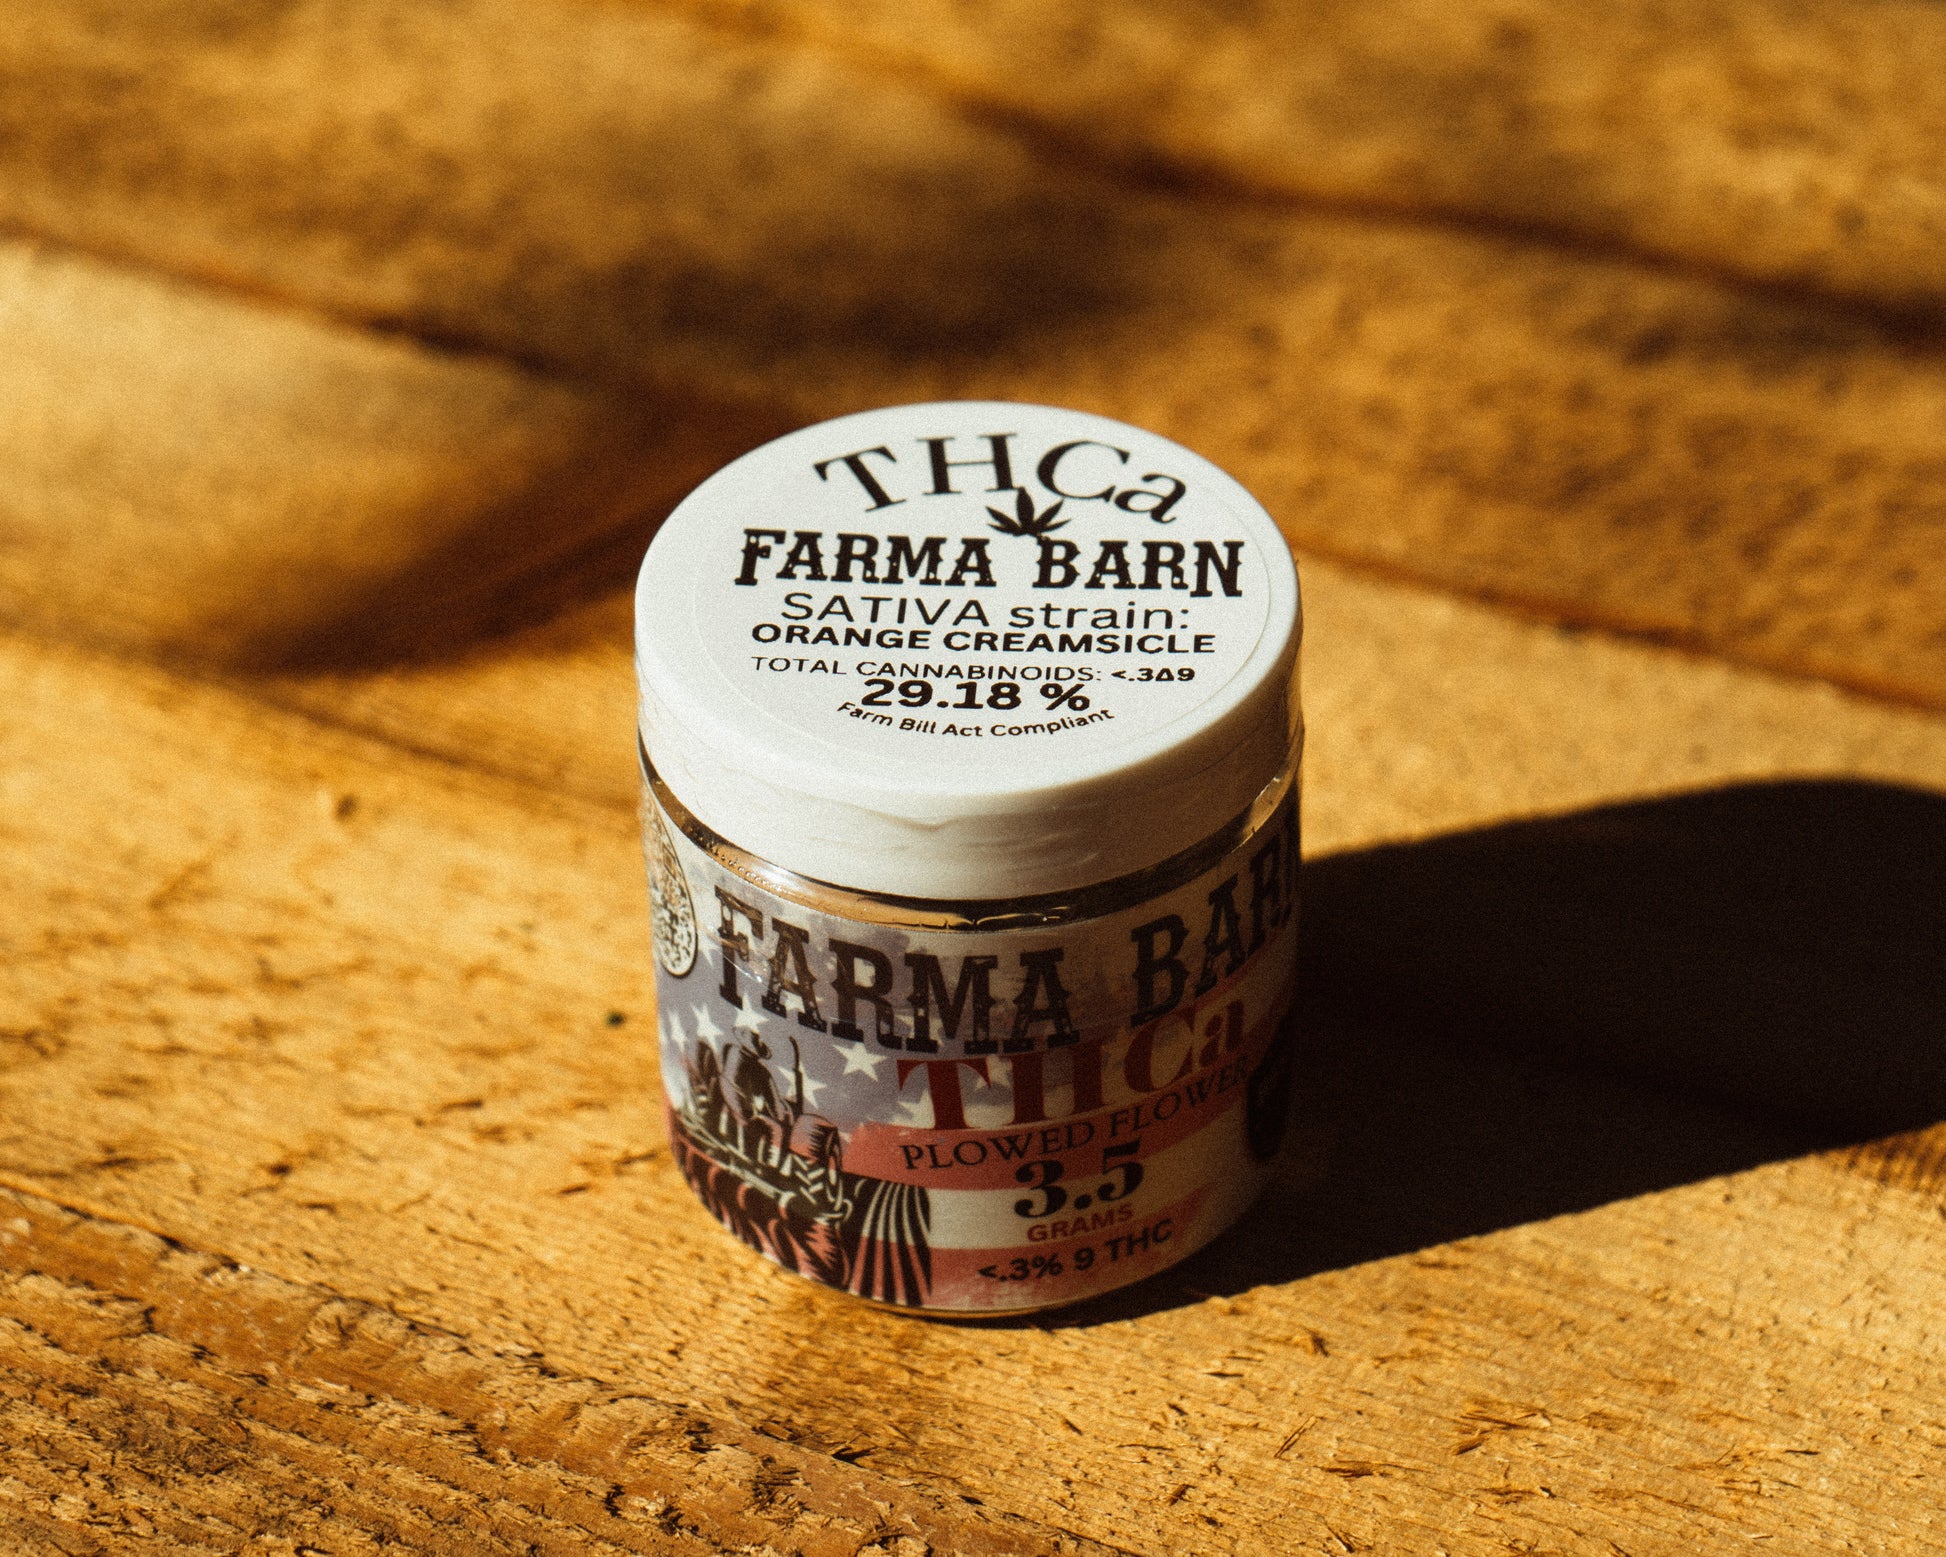 THCa
FARMA BARN
SATIVA strain:
ORANGE CREAMSICLE
TOTAL CANNABINOIDS: <.3Δ9
29.18 %
Farm Bill Act Compliant
FARMA BARN
THCa
PLOWED FLOWER
3.5
GRAMS
<.3% 9 THC